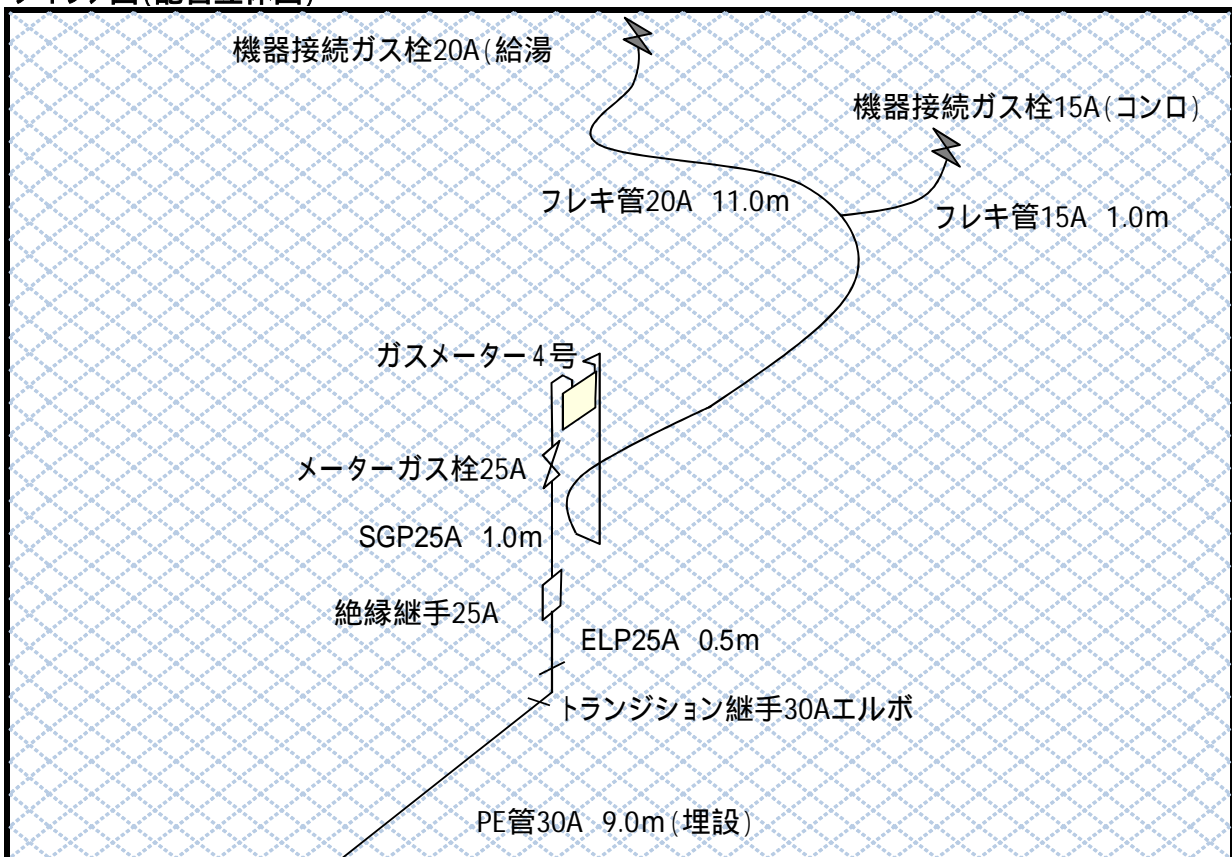 機器接続ガス栓20A(給湯
機器接続ガス栓15A(コンロ)
フレキ管20A 11.0m
フレキ管15A 1.0m
ガスメーター4号
メーターガス栓25A
SGP25A 1.0m
絶縁継手25A
ELP25A 0.5m
トランジション継手30Aエルボ
PE管30A 9.0m(埋設)